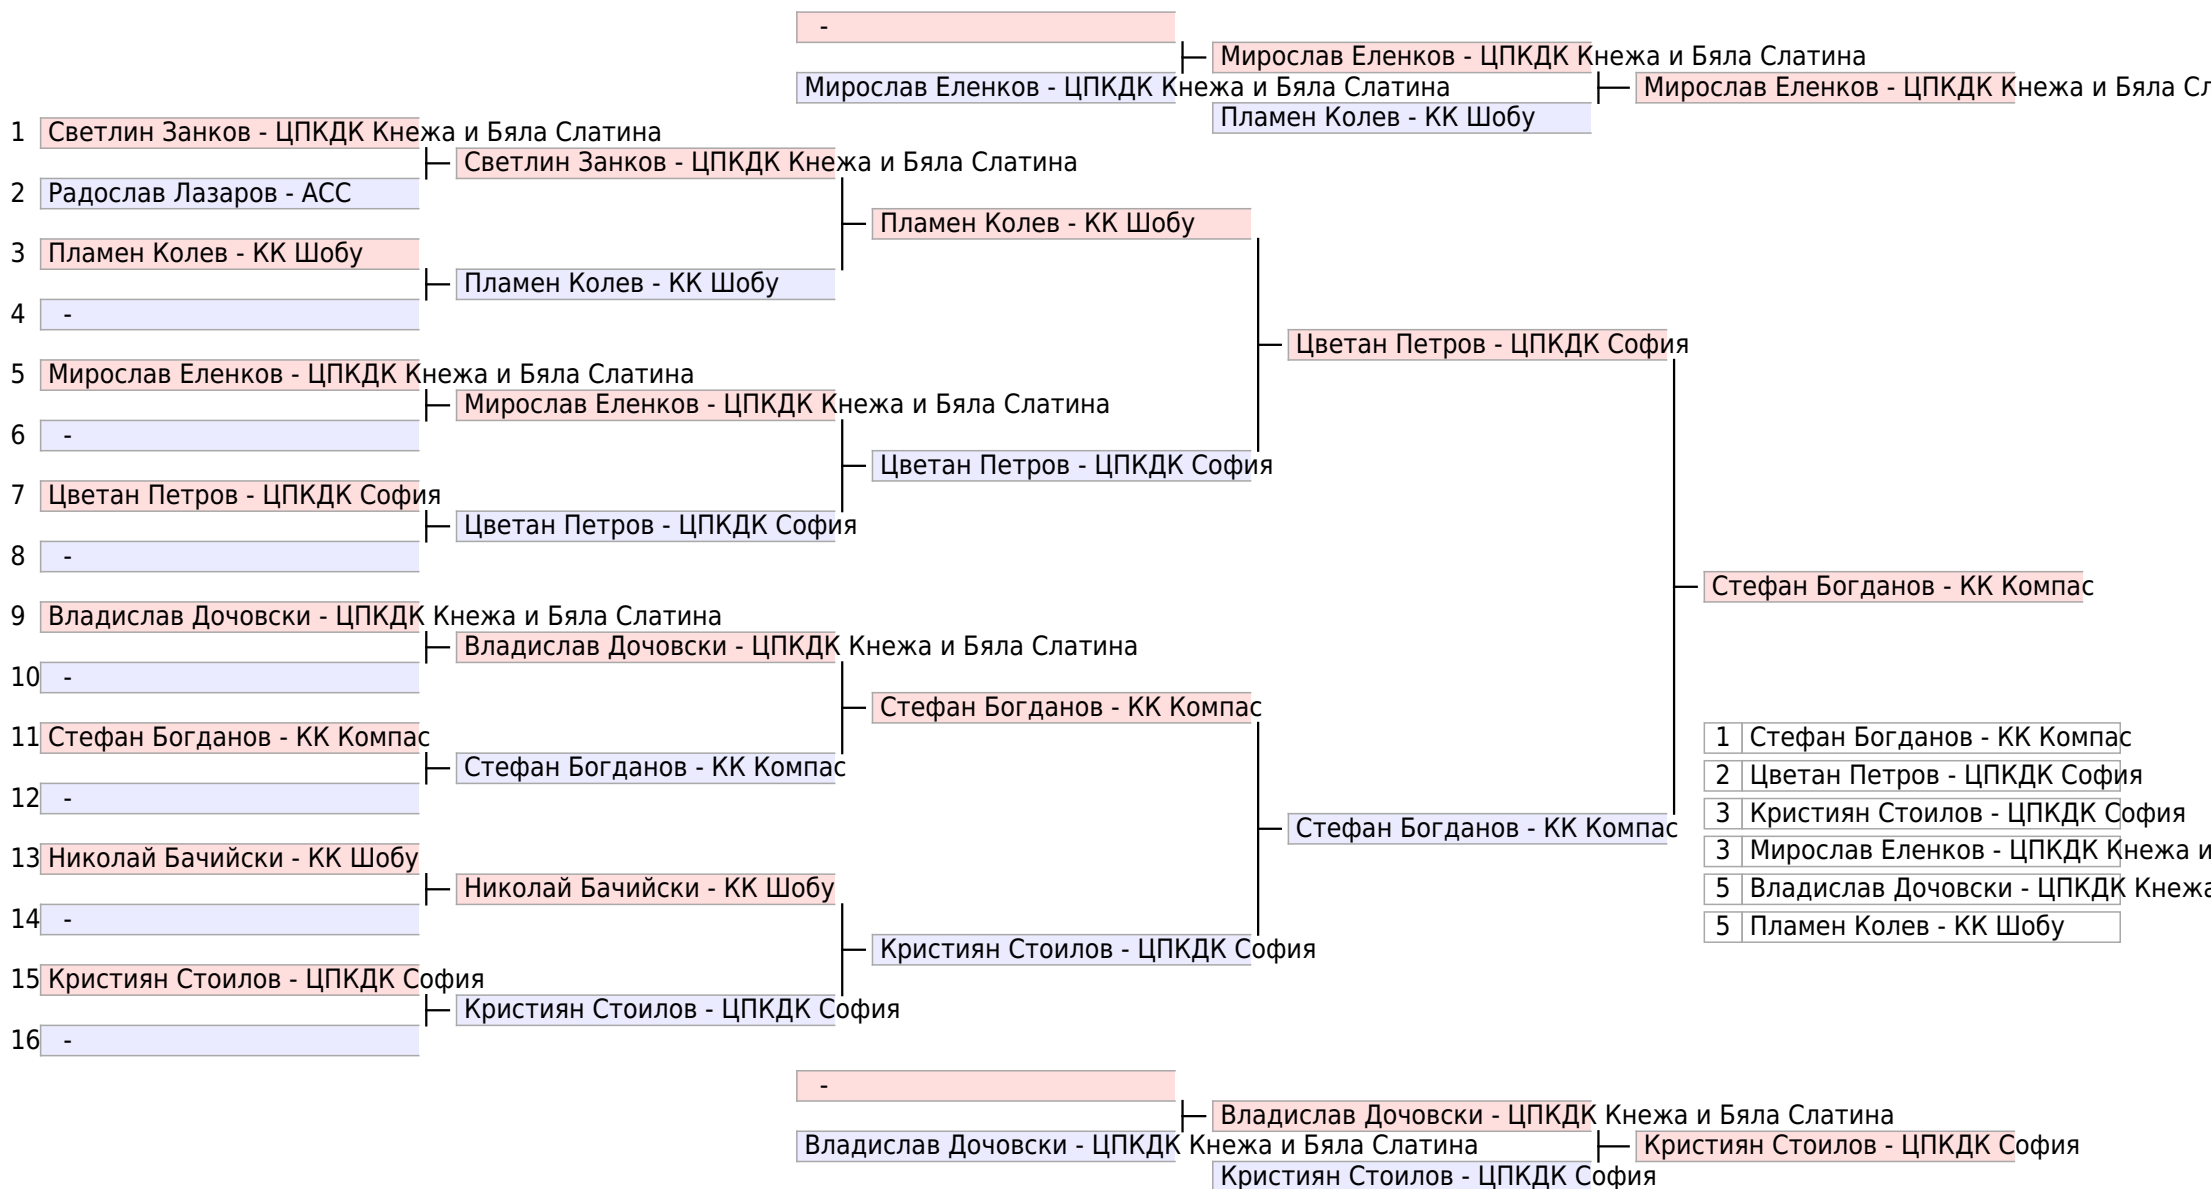 -
Мирослав Еленков - ЦПКДК Кнежа и Бяла Слатина
Мирослав Еленков - ЦПКДК Кнежа и Бяла Слатина
Мирослав Еленков - ЦПКДК Кнежа и Бяла Сл
Пламен Колев - КК Шобу
1 Светлин Занков - ЦПКДК Кнежа и Бяла Слатина
Светлин Занков - ЦПКДК Кнежа и Бяла Слатина
2 Радослав Лазаров - АСС
Пламен Колев - КК Шобу
3 Пламен Колев - КК Шобу
Пламен Колев - КК Шобу
4 -
Цветан Петров - ЦПКДК София
5 Мирослав Еленков - ЦПКДК Кнежа и Бяла Слатина
Мирослав Еленков - ЦПКДК Кнежа и Бяла Слатина
6 -
Цветан Петров - ЦПКДК София
7 Цветан Петров - ЦПКДК София
Цветан Петров - ЦПКДК София
8 -
Стефан Богданов - КК Компас
9 Владислав Дочовски - ЦПКДК Кнежа и Бяла Слатина
Владислав Дочовски - ЦПКДК Кнежа и Бяла Слатина
10 -
Стефан Богданов - КК Компас
11 Стефан Богданов - КК Компас
Стефан Богданов - КК Компас
12 -
Стефан Богданов - КК Компас
13 Николай Бачийски - КК Шобу
Николай Бачийски - КК Шобу
14 -
Кристиян Стоилов - ЦПКДК София
15 Кристиян Стоилов - ЦПКДК София
Кристиян Стоилов - ЦПКДК София
16 -
1 Стефан Богданов - КК Компас
2 Цветан Петров - ЦПКДК София
3 Кристиян Стоилов - ЦПКДК София
3 Мирослав Еленков - ЦПКДК Кнежа и
5 Владислав Дочовски - ЦПКДК Кнежа
5 Пламен Колев - КК Шобу
-
Владислав Дочовски - ЦПКДК Кнежа и Бяла Слатина
Владислав Дочовски - ЦПКДК Кнежа и Бяла Слатина
Кристиян Стоилов - ЦПКДК София
Кристиян Стоилов - ЦПКДК София